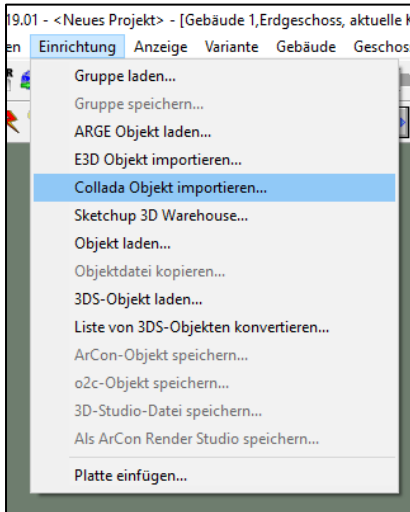 19.01 - <Neues Projekt> - [Gebäude 1,Erdgeschoss, aktuelle
en Einrichtung Anzeige Variante Gebäude Geschos
Gruppe laden...
Gruppe speichern...
ARGE Objekt laden...
E3D Objekt importieren...
Collada Objekt importieren...
Sketchup 3D Warehouse...
Objekt laden...
Objektdatei kopieren...
3DS-Objekt laden...
Liste von 3DS-Objekten konvertieren...
ArCon-Objekt speichern...
o2c-Objekt speichern...
3D-Studio-Datei speichern...
Als ArCon Render Studio speichern...
Platte einfügen...